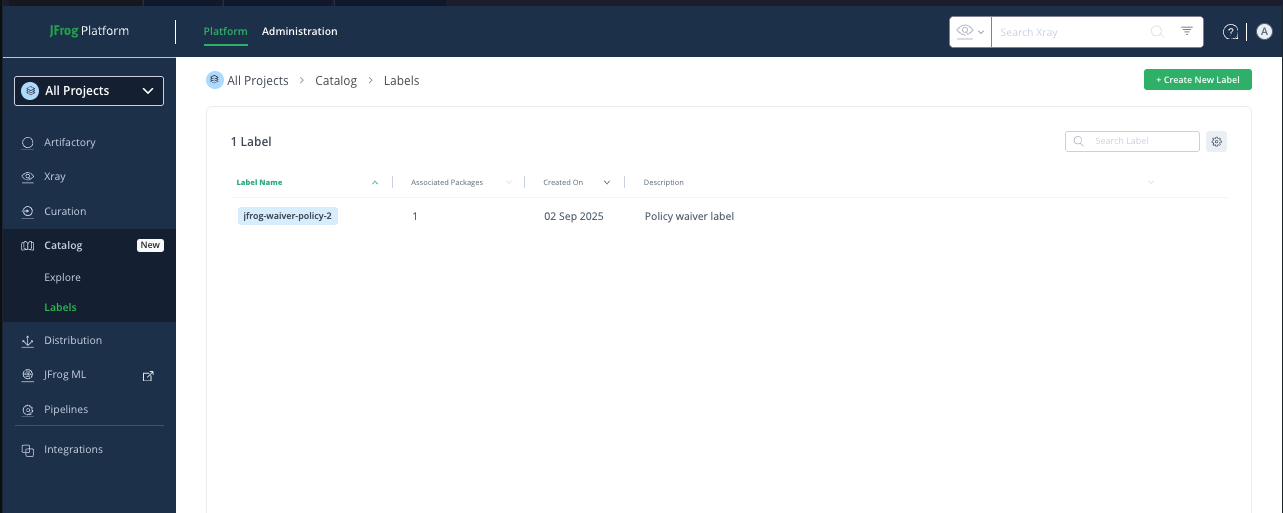 JFrog Platform
Platform Administration
Search Xray
A
All Projects
Artifactory
Xray
Curation
Catalog New
Explore
Labels
Distribution
JFrog ML
Pipelines
Integrations
All Projects > Catalog > Labels
+ Create New Label
1 Label
Search Label
Label Name Associated Packages Created On Description
jfrog-waiver-policy-2 1 02 Sep 2025 Policy waiver label